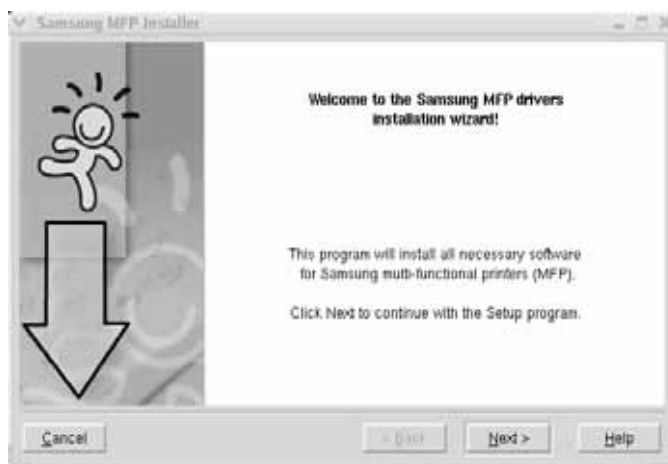 Samsung MFP Installer
Welcome to the Samsung MFP drivers
installation wizard!
This program will install all necessary software
for Samsung multi-functional printers (MFP).
Click Next to continue with the Setup program.
Cancel
< Back
Next >
Help